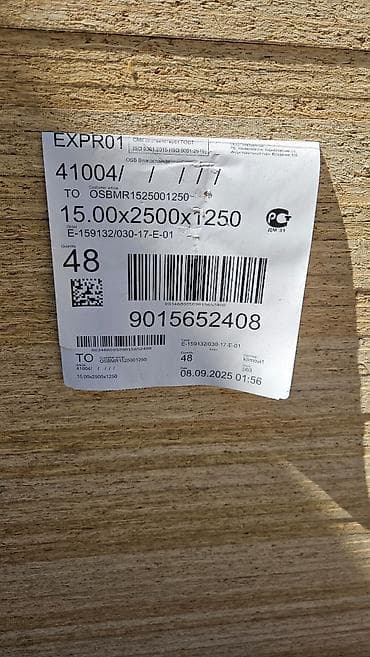 EXPR01
41004/ / / / /
TO OSBMR1525001250-
15.00x2500x1250
E-159132/030-17-E-01
Quantity
48
9015652408
E-159132/030-17-E-01
TO OSBMR1525001250
48
41004/ / / / /
15.00x2500x1250
08.09.2025 01:56